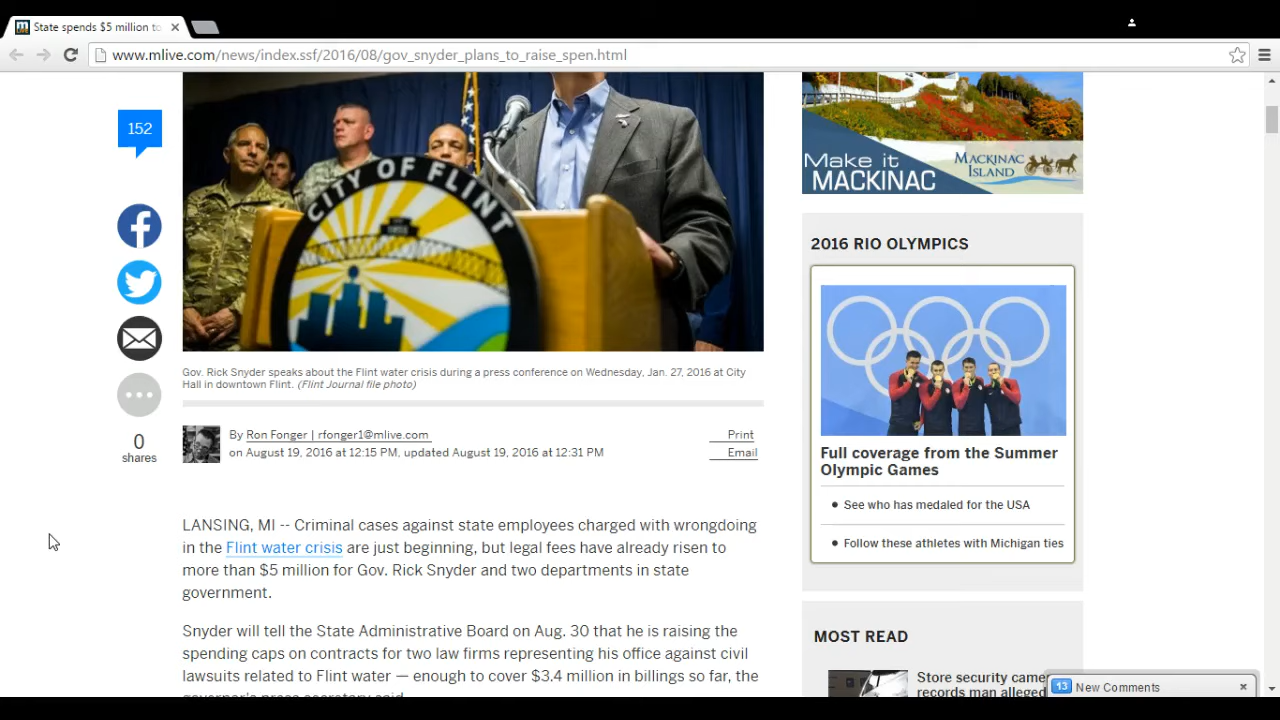 State spends $5 million to
www.mlive.com/news/index.ssf/2016/08/gov_snyder_plans_to_raise_spen.html
152
CITY OF FLINT
Make it
MACKINAC
MACKINAC
ISLAND
2016 RIO OLYMPICS
Gov. Rick Snyder speaks about the Flint water crisis during a press conference on Wednesday, Jan. 27, 2016 at City
Hall in downtown Flint. (Flint Journal file photo)
0
shares
By Ron Fonger | rfonger1@mlive.com
on August 19, 2016 at 12:15 PM, updated August 19, 2016 at 12:31 PM
Print
Email
Full coverage from the Summer
Olympic Games
• See who has medaled for the USA
• Follow these athletes with Michigan ties
LANSING, MI -- Criminal cases against state employees charged with wrongdoing
in the Flint water crisis are just beginning, but legal fees have already risen to
more than $5 million for Gov. Rick Snyder and two departments in state
government.
Snyder will tell the State Administrative Board on Aug. 30 that he is raising the
spending caps on contracts for two law firms representing his office against civil
lawsuits related to Flint water — enough to cover $3.4 million in billings so far, the
governor's press secretary said
MOST READ
Store security came
records man alleged
13 New Comments